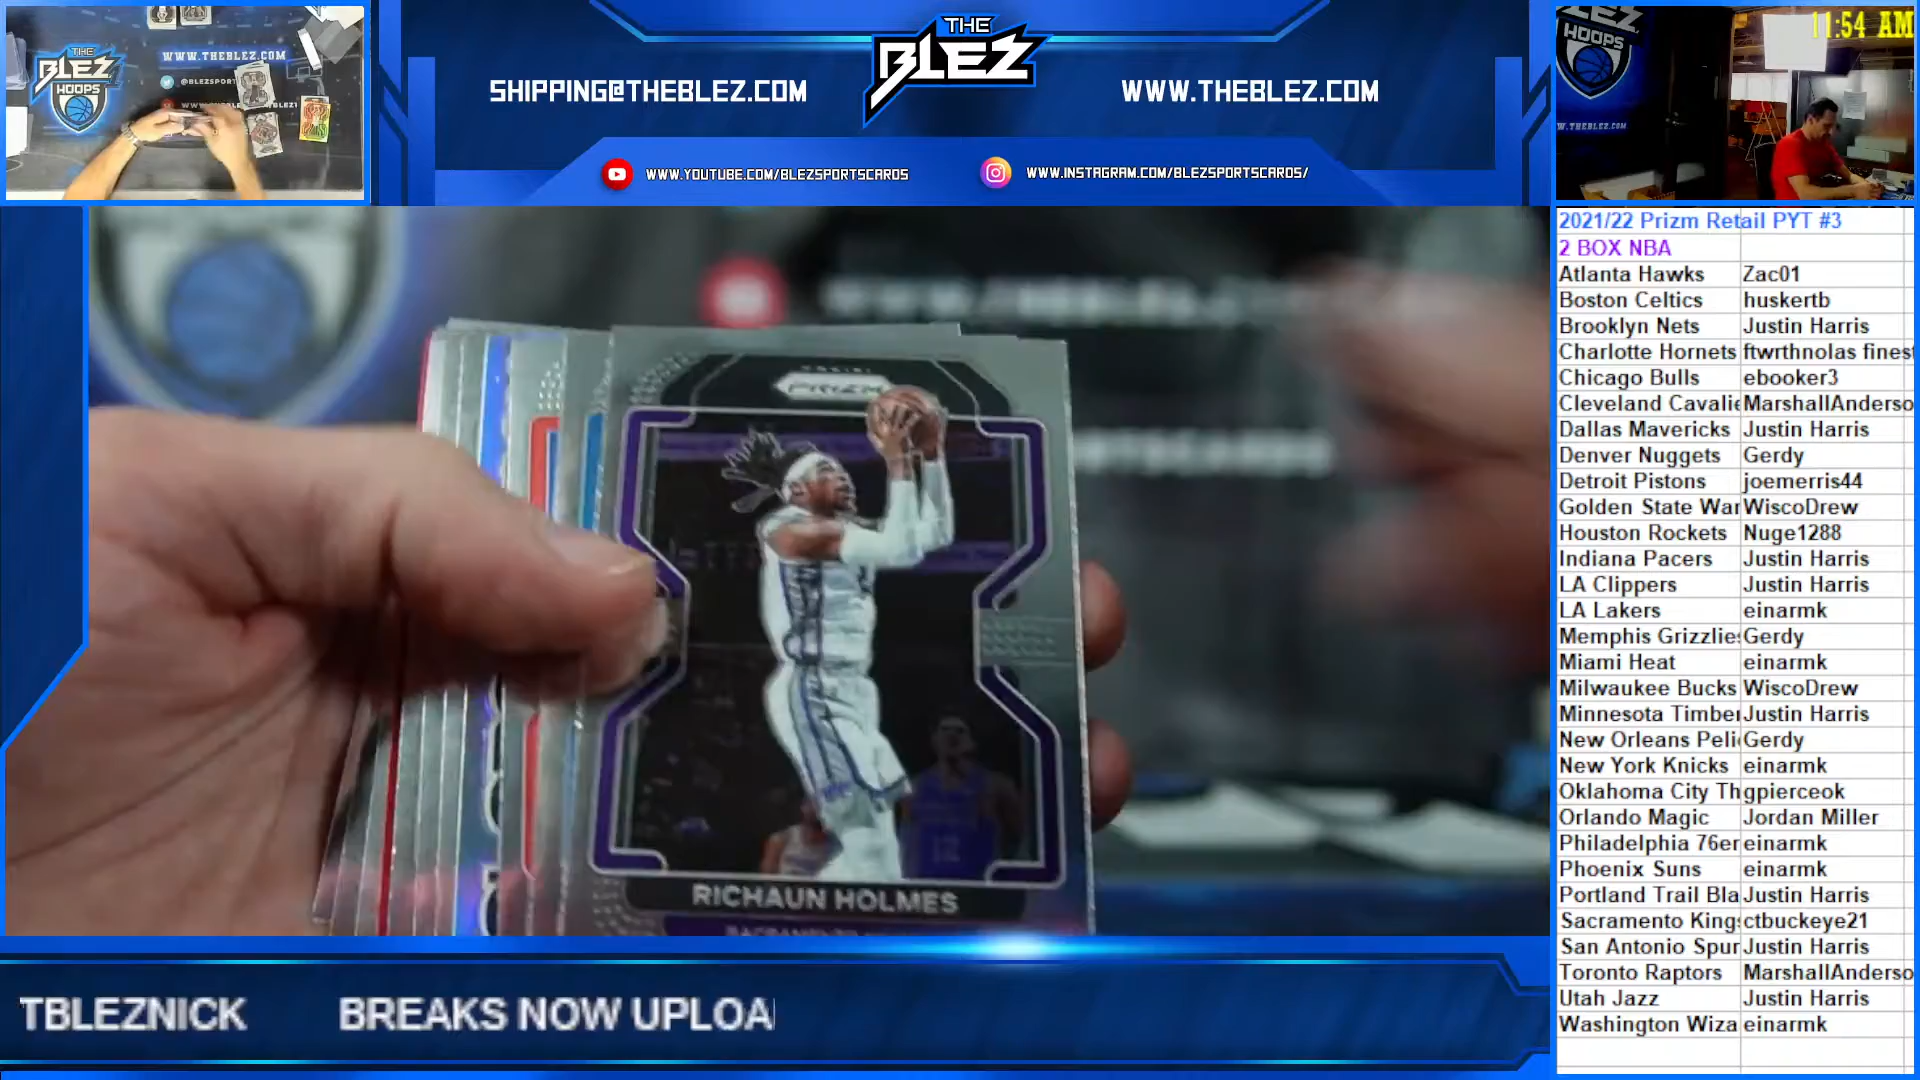 THE
BLEZ
HOOPS
WWW.THEBLEZ.COM
SHIPPING@THEBLEZ.COM
THE
BLEZ
WWW.THEBLEZ.COM
WWW.YOUTUBE.COM/BLEZSPORTSCARDS
WWW.INSTAGRAM.COM/BLEZSPORTSCARDS/
11:54 AM
HOOPS
W.THEBLEZ.COM
2021/22 Prizm Retail PYT #3
2 BOX NBA
Atlanta Hawks Zac01
Boston Celtics huskertb
Brooklyn Nets Justin Harris
Charlotte Hornets ftwrthnolas finest
Chicago Bulls ebooker3
Cleveland Cavalie MarshallAnderso
Dallas Mavericks Justin Harris
Denver Nuggets Gerdy
Detroit Pistons joemerris44
Golden State War WiscoDrew
Houston Rockets Nuge1288
Indiana Pacers Justin Harris
LA Clippers Justin Harris
LA Lakers einarmk
Memphis Grizzlies Gerdy
Miami Heat einarmk
Milwaukee Bucks WiscoDrew
Minnesota Timber Justin Harris
New Orleans Peli Gerdy
New York Knicks einarmk
Oklahoma City Th gpierceok
Orlando Magic Jordan Miller
Philadelphia 76er einarmk
Phoenix Suns einarmk
Portland Trail Bla Justin Harris
Sacramento Kings ctbuckeye21
San Antonio Spur Justin Harris
Toronto Raptors MarshallAnderso
Utah Jazz Justin Harris
Washington Wiza einarmk
PANINI
PRIZM
RICHAUN HOLMES
TBLEZNICK BREAKS NOW UPLOA